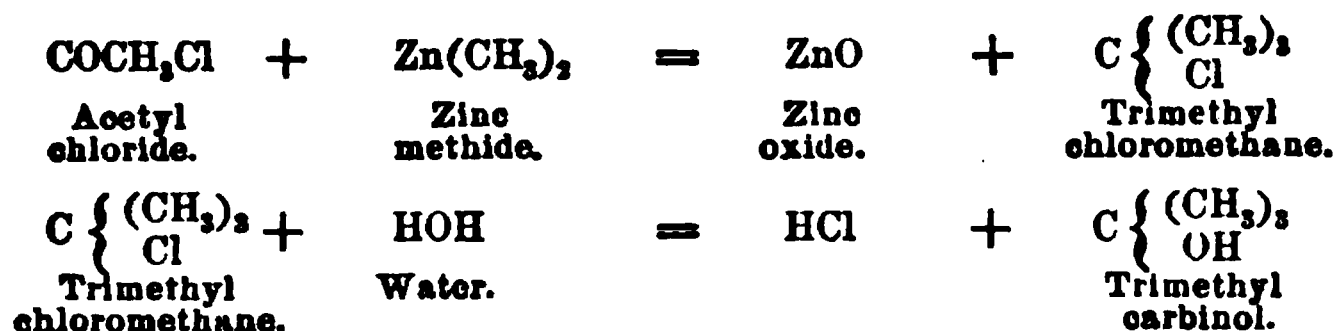 COCH₃Cl + Zn(CH₃)₂ = ZnO + C { (CH₃)₃ Cl
Acetyl chloride. Zinc methide. Zinc oxide. Trimethyl chloromethane.
C { (CH₃)₃ Cl + HOH = HCl + C { (CH₃)₃ OH
Trimethyl chloromethane. Water. Trimethyl carbinol.